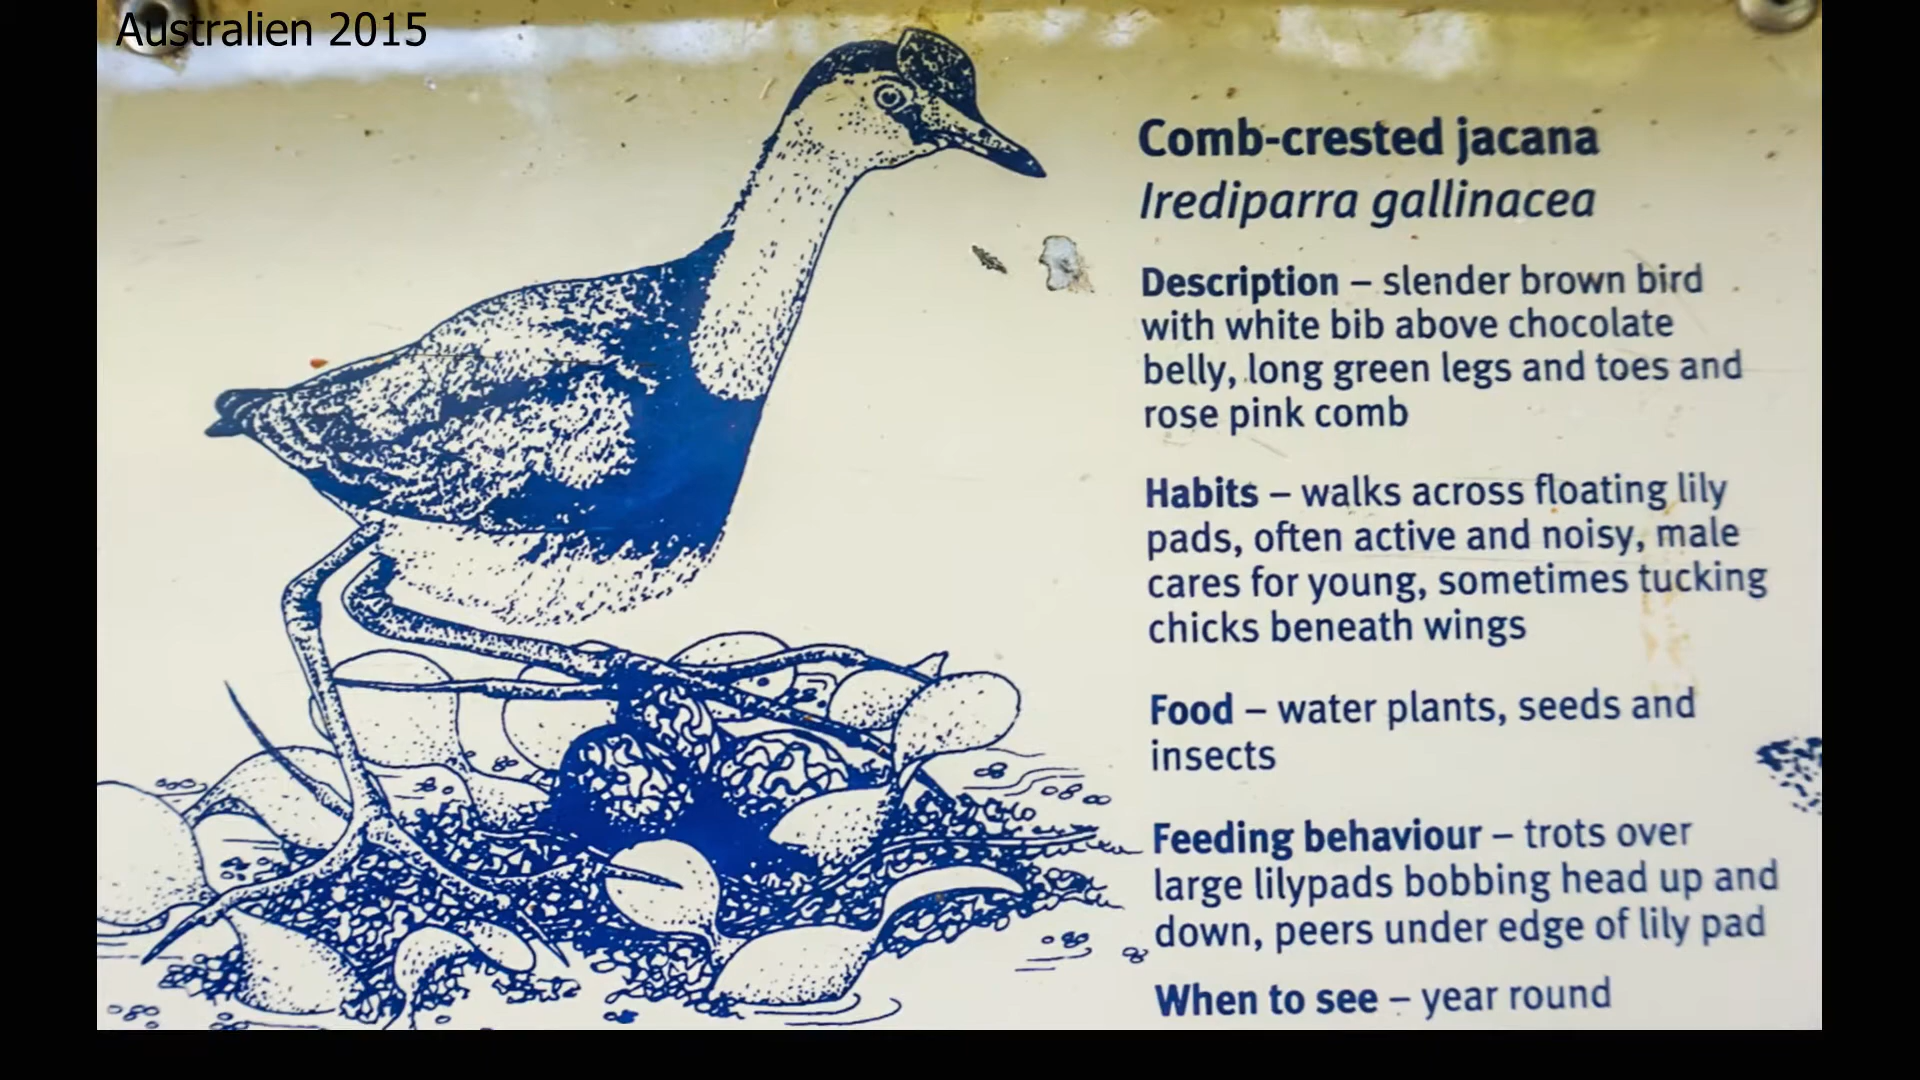 Australien 2015
Comb-crested jacana
Irediparra gallinacea
Description – slender brown bird
with white bib above chocolate
belly, long green legs and toes and
rose pink comb
Habits – walks across floating lily
pads, often active and noisy, male
cares for young, sometimes tucking
chicks beneath wings
Food – water plants, seeds and
insects
Feeding behaviour – trots over
large lilypads bobbing head up and
down, peers under edge of lily pad
When to see – year round